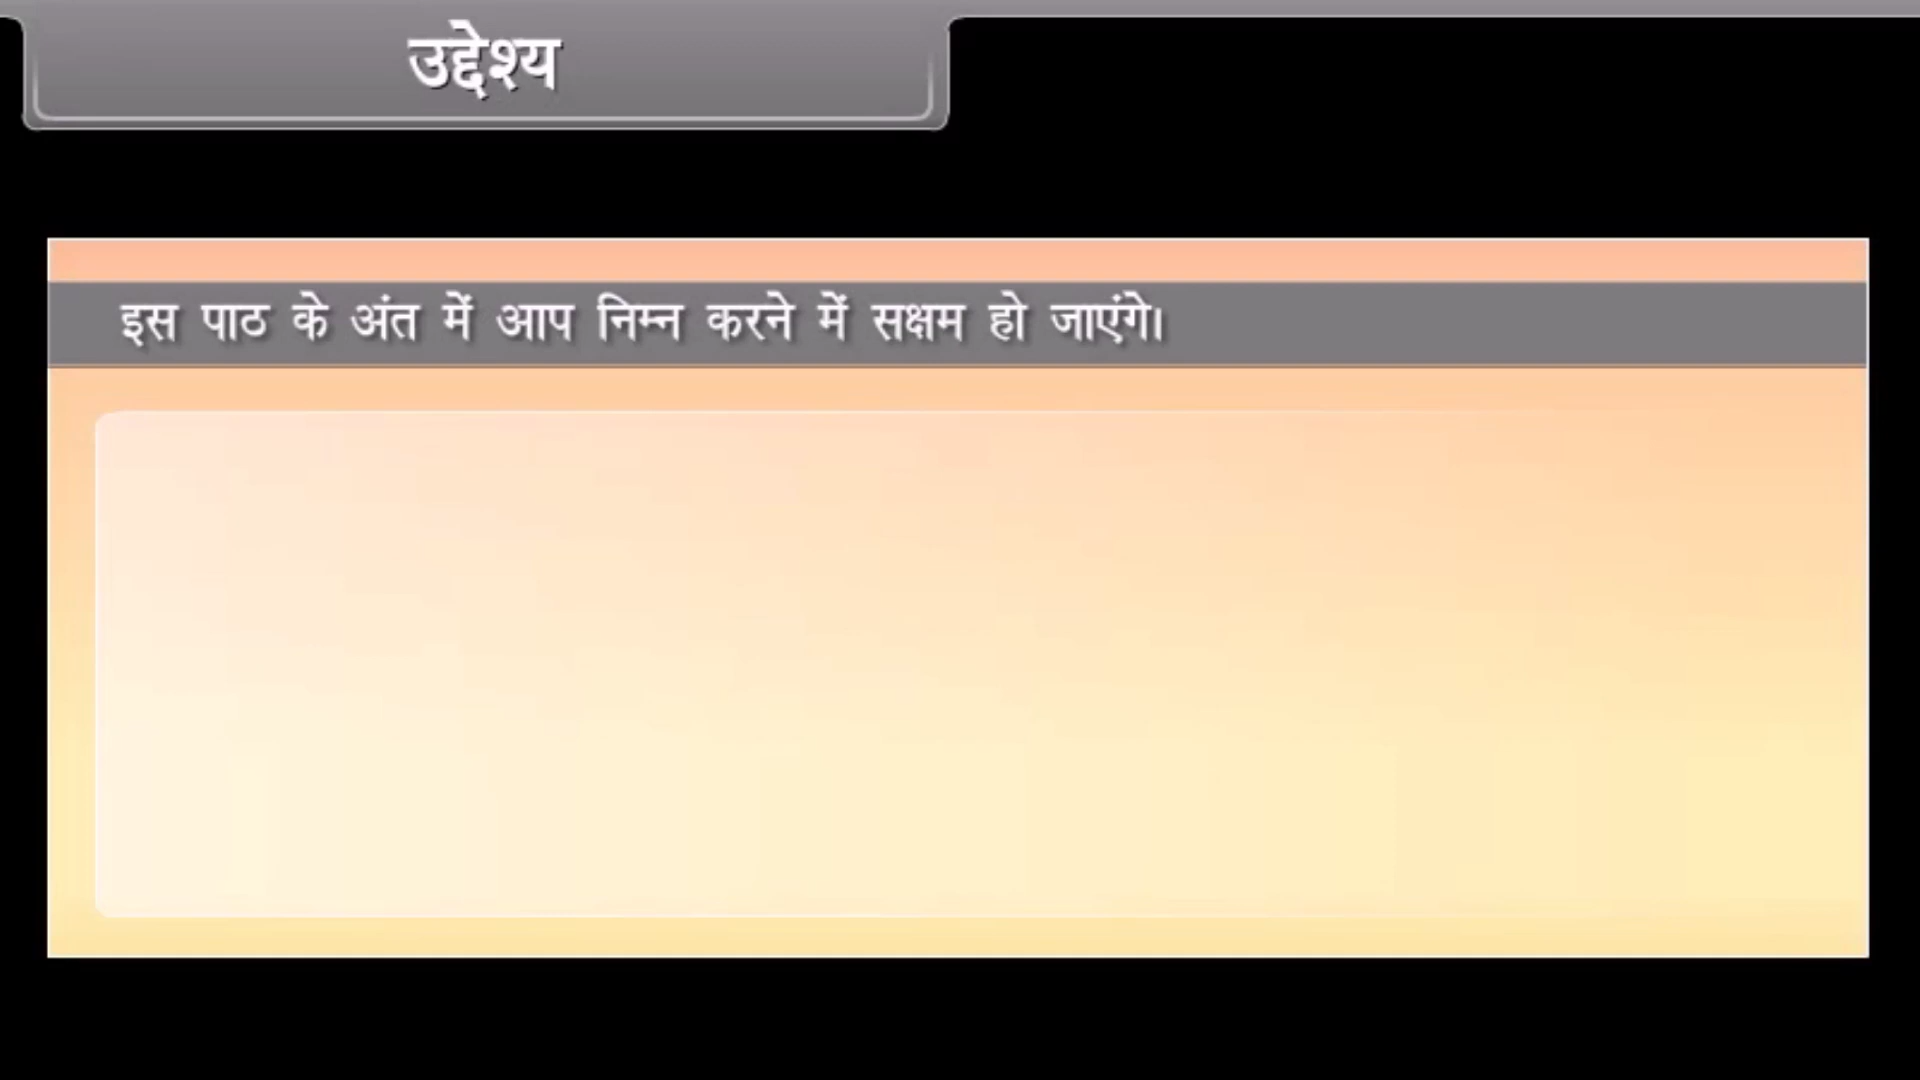 उद्देश्य
इस पाठ के अंत में आप निम्न करने में सक्षम हो जाएंगे।